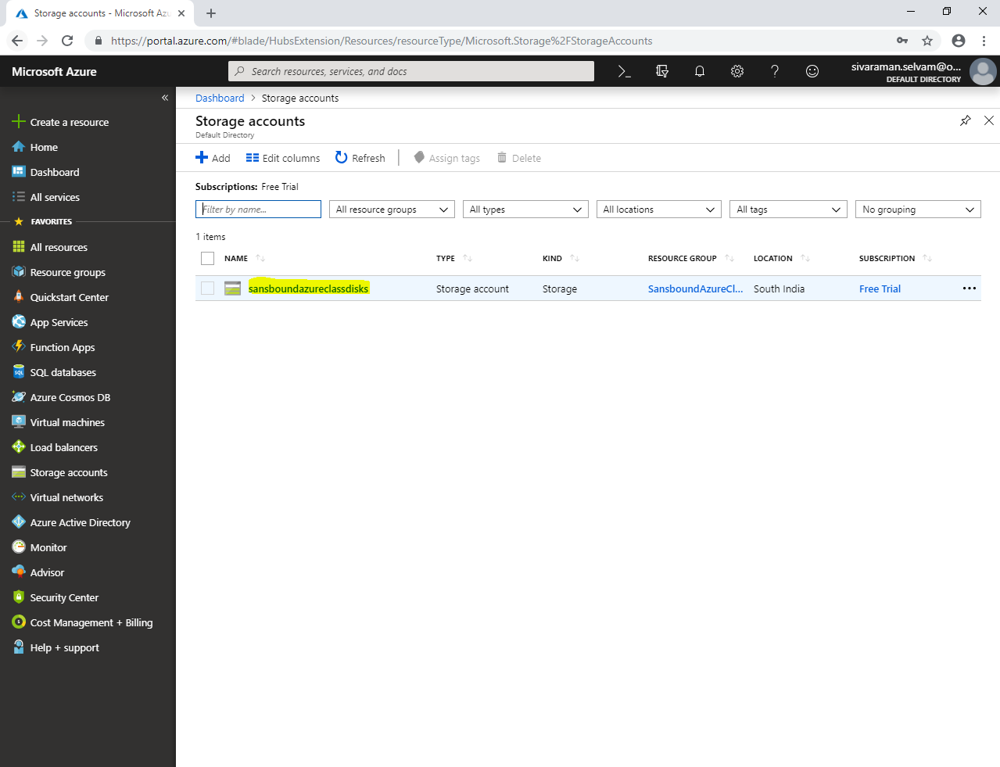 Storage accounts - Microsoft Azu
https://portal.azure.com/#blade/HubsExtension/Resources/resourceType/Microsoft.Storage%2FStorageAccounts
Microsoft Azure
Search resources, services, and docs
sivaraman.selvam@o...
DEFAULT DIRECTORY
Create a resource
Home
Dashboard
All services
FAVORITES
All resources
Resource groups
Quickstart Center
App Services
Function Apps
SQL databases
Azure Cosmos DB
Virtual machines
Load balancers
Storage accounts
Virtual networks
Azure Active Directory
Monitor
Advisor
Security Center
Cost Management + Billing
Help + support
Dashboard > Storage accounts
Storage accounts
Default Directory
Add Edit columns Refresh Assign tags Delete
Subscriptions: Free Trial
Filter by name... All resource groups All types All locations All tags No grouping
1 items
NAME TYPE KIND RESOURCE GROUP LOCATION SUBSCRIPTION
sansboundazureclassdisks Storage account Storage SansboundAzureCl... South India Free Trial